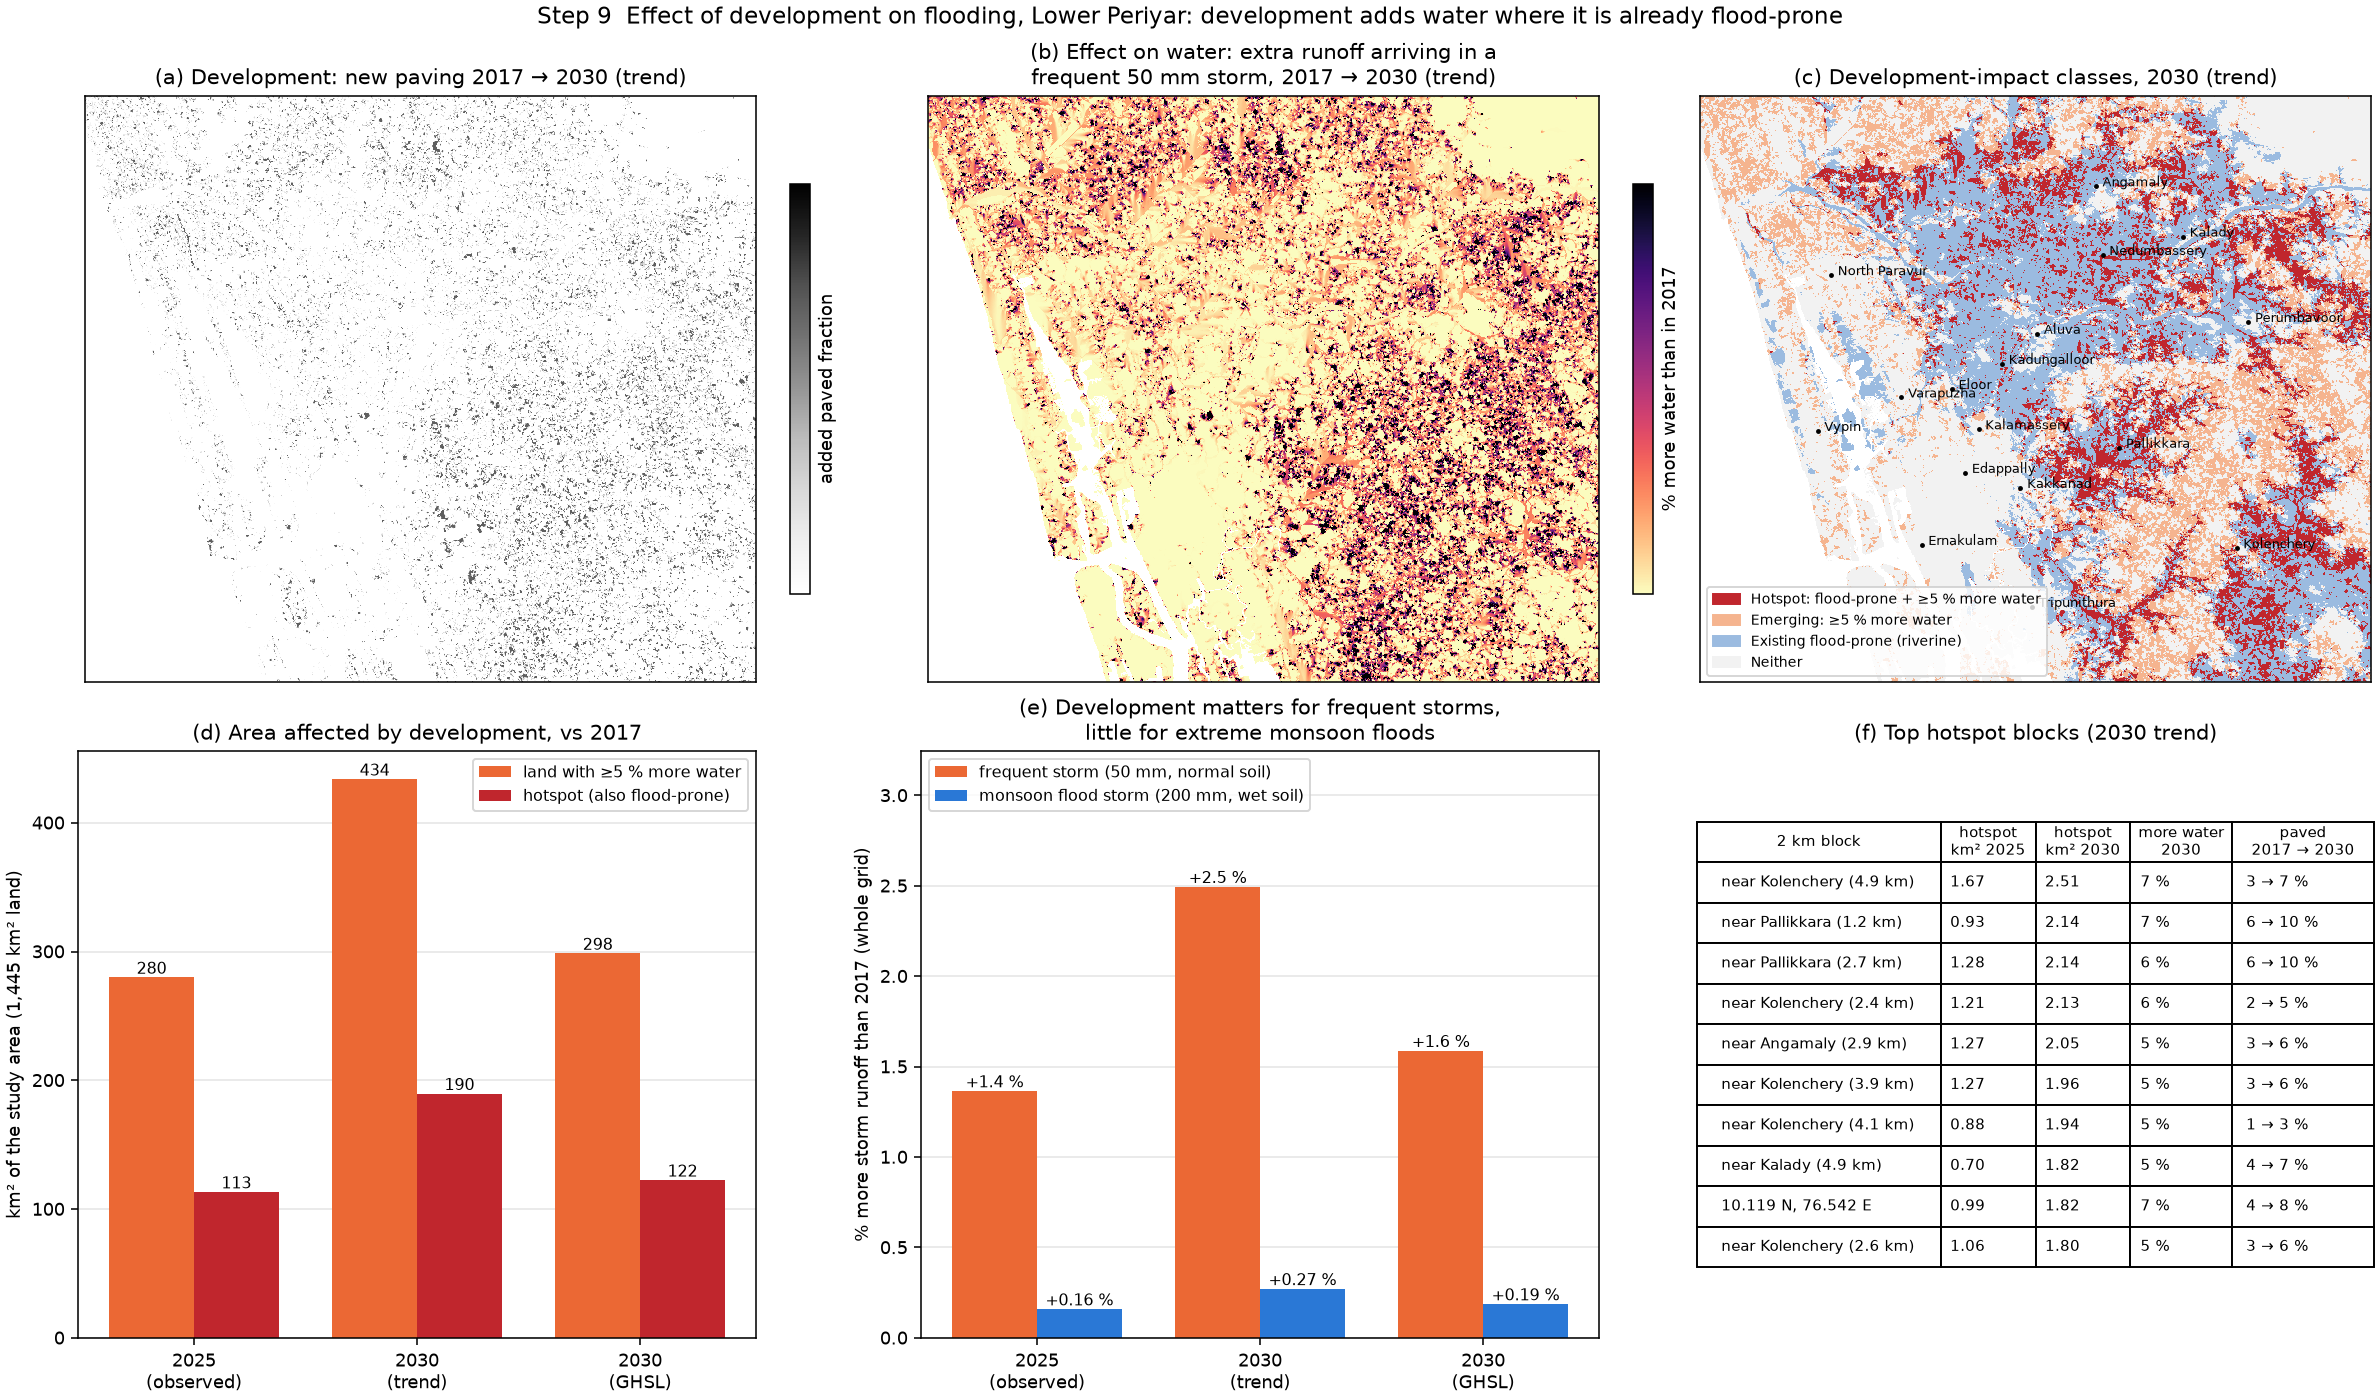 Step 9  Effect of development on flooding, Lower Periyar: development adds water where it is already flood-prone
(a) Development: new paving 2017 → 2030 (trend)
added paved fraction
(b) Effect on water: extra runoff arriving in a
frequent 50 mm storm, 2017 → 2030 (trend)
% more water than in 2017
(c) Development-impact classes, 2030 (trend)
Angamaly
Kalady
Nedumbassery
North Paravur
Perumbavoor
Aluva
Kadungalloor
Eloor
Varapuzha
Vypin
Kalamassery
Pallikkara
Edappally
Kakkanad
Ernakulam
Kolenchery
ipunithura
Hotspot: flood-prone + ≥5 % more water
Emerging: ≥5 % more water
Existing flood-prone (riverine)
Neither
(d) Area affected by development, vs 2017
km² of the study area (1,445 km² land)
400
300
200
100
0
land with ≥5 % more water
hotspot (also flood-prone)
280
113
434
190
298
122
2025
(observed)
2030
(trend)
2030
(GHSL)
(e) Development matters for frequent storms,
little for extreme monsoon floods
% more storm runoff than 2017 (whole grid)
3.0
2.5
2.0
1.5
1.0
0.5
0.0
frequent storm (50 mm, normal soil)
monsoon flood storm (200 mm, wet soil)
+1.4 %
+0.16 %
+2.5 %
+0.27 %
+1.6 %
+0.19 %
2025
(observed)
2030
(trend)
2030
(GHSL)
(f) Top hotspot blocks (2030 trend)
2 km block | hotspot km² 2025 | hotspot km² 2030 | more water 2030 | paved 2017 → 2030
near Kolenchery (4.9 km) 1.67 2.51 7 % 3 → 7 %
near Pallikkara (1.2 km) 0.93 2.14 7 % 6 → 10 %
near Pallikkara (2.7 km) 1.28 2.14 6 % 6 → 10 %
near Kolenchery (2.4 km) 1.21 2.13 6 % 2 → 5 %
near Angamaly (2.9 km) 1.27 2.05 5 % 3 → 6 %
near Kolenchery (3.9 km) 1.27 1.96 5 % 3 → 6 %
near Kolenchery (4.1 km) 0.88 1.94 5 % 1 → 3 %
near Kalady (4.9 km) 0.70 1.82 5 % 4 → 7 %
10.119 N, 76.542 E 0.99 1.82 7 % 4 → 8 %
near Kolenchery (2.6 km) 1.06 1.80 5 % 3 → 6 %